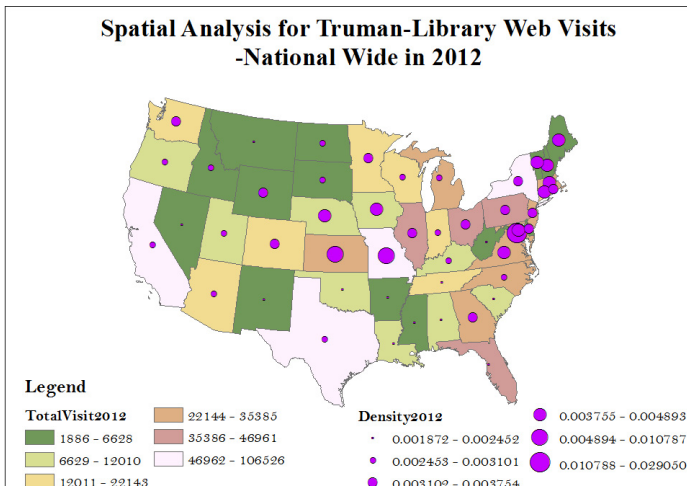 Spatial Analysis for Truman-Library Web Visits
-National Wide in 2012
Legend
TotalVisit2012
1886 - 6628
6629 - 12010
12011 - 22143
22144 - 35385
35386 - 46961
46962 - 106526
Density2012
0.001872 - 0.002452
0.002453 - 0.003101
0.003102 - 0.003754
0.003755 - 0.004893
0.004894 - 0.010787
0.010788 - 0.029050